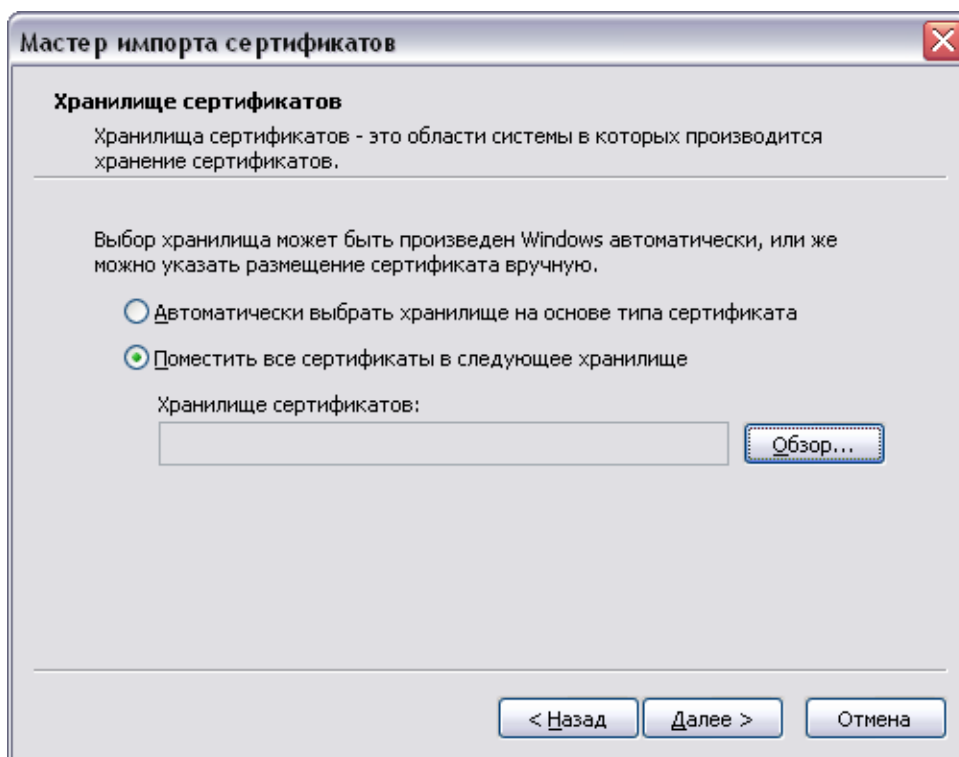 Мастер импорта сертификатов
Хранилище сертификатов
Хранилища сертификатов - это области системы в которых производится
хранение сертификатов.
Выбор хранилища может быть произведен Windows автоматически, или же
можно указать размещение сертификата вручную.
Автоматически выбрать хранилище на основе типа сертификата
Поместить все сертификаты в следующее хранилище
Хранилище сертификатов:
Обзор...
< Назад
Далее >
Отмена